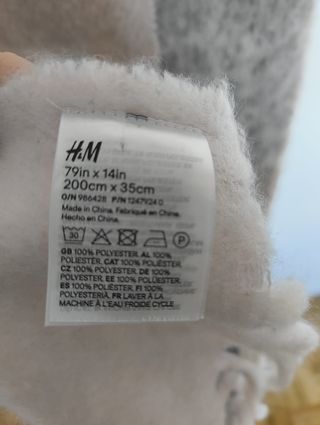 H&M
79in x 14in
200cm x 35cm
O/N 986428 P/N 1247V24 0
Made in China. Fabriqué en Chine.
Hecho en China.
30 P
GB 100% POLYESTER. AL 100%
POLIESTER. CAT 100% POLIÈSTER.
CZ 100% POLYESTER. DE 100%
POLYESTER. EE 100% POLÜESTER.
ES 100% POLIÉSTER. FI 100%
POLYESTERIÄ. FR LAVER À LA
MACHINE À L'EAU FROIDE CYCLE